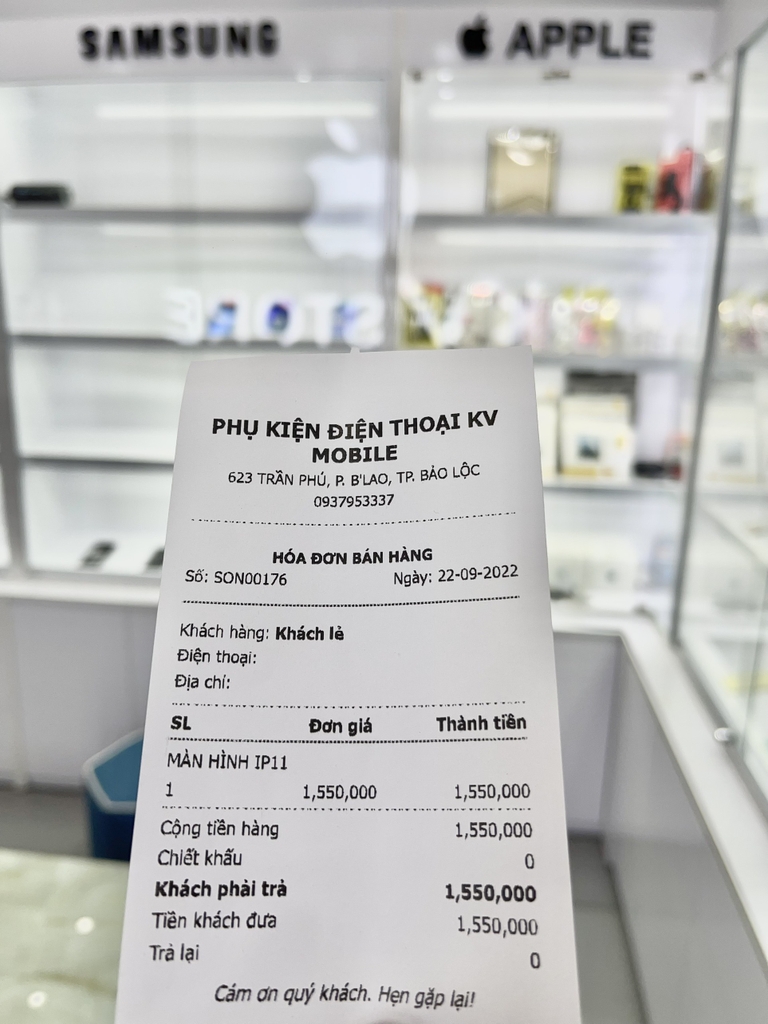 SAMSUNG
APPLE
STORE
PHỤ KIỆN ĐIỆN THOẠI KV
MOBILE
623 TRẦN PHÚ, P. B'LAO, TP. BẢO LỘC
0937953337
HÓA ĐƠN BÁN HÀNG
Số: SON00176 Ngày: 22-09-2022
Khách hàng: Khách lẻ
Điện thoại:
Địa chỉ:
SL Đơn giá Thành tiền
MÀN HÌNH IP11
1 1,550,000 1,550,000
Cộng tiền hàng 1,550,000
Chiết khấu 0
Khách phải trả 1,550,000
Tiền khách đưa 1,550,000
Trả lại 0
Cám ơn quý khách. Hẹn gặp lại!